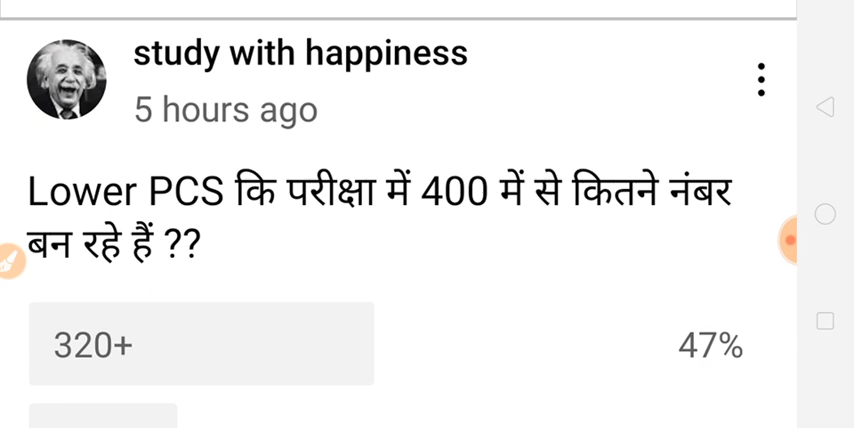 study with happiness
5 hours ago
Lower PCS कि परीक्षा में 400 में से कितने नंबर
बन रहे हैं ??
320+ 47%